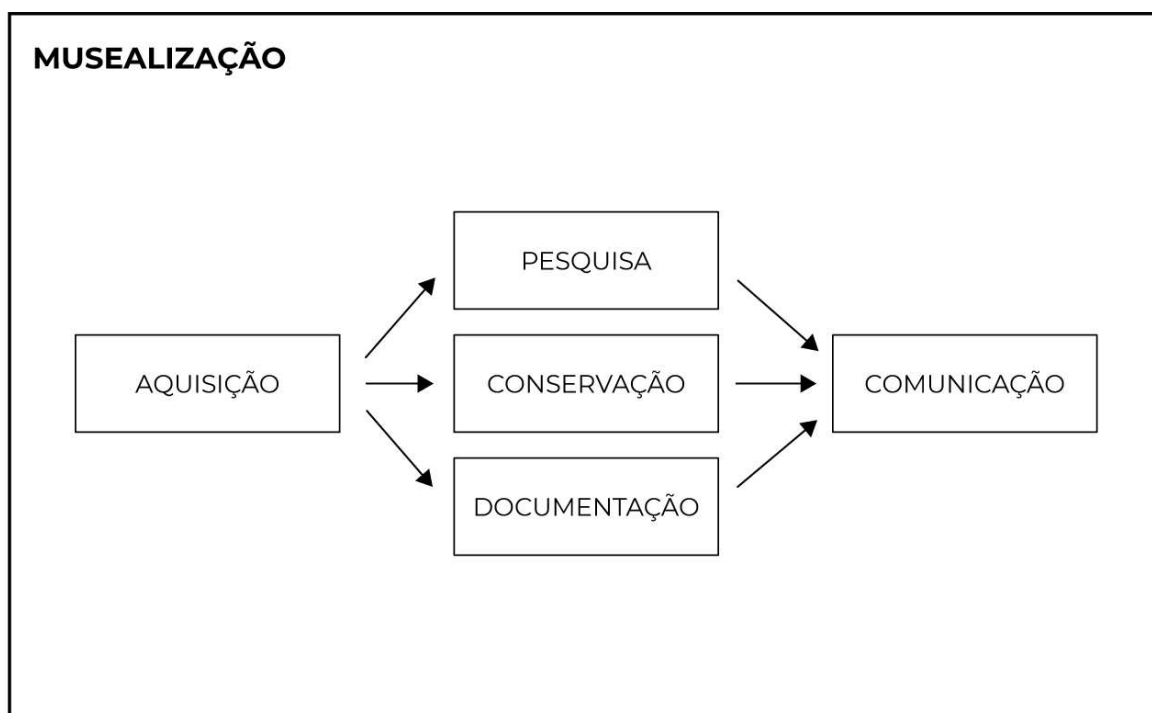 MUSEALIZAÇÃO
PESQUISA
AQUISIÇÃO
CONSERVAÇÃO
COMUNICAÇÃO
DOCUMENTAÇÃO